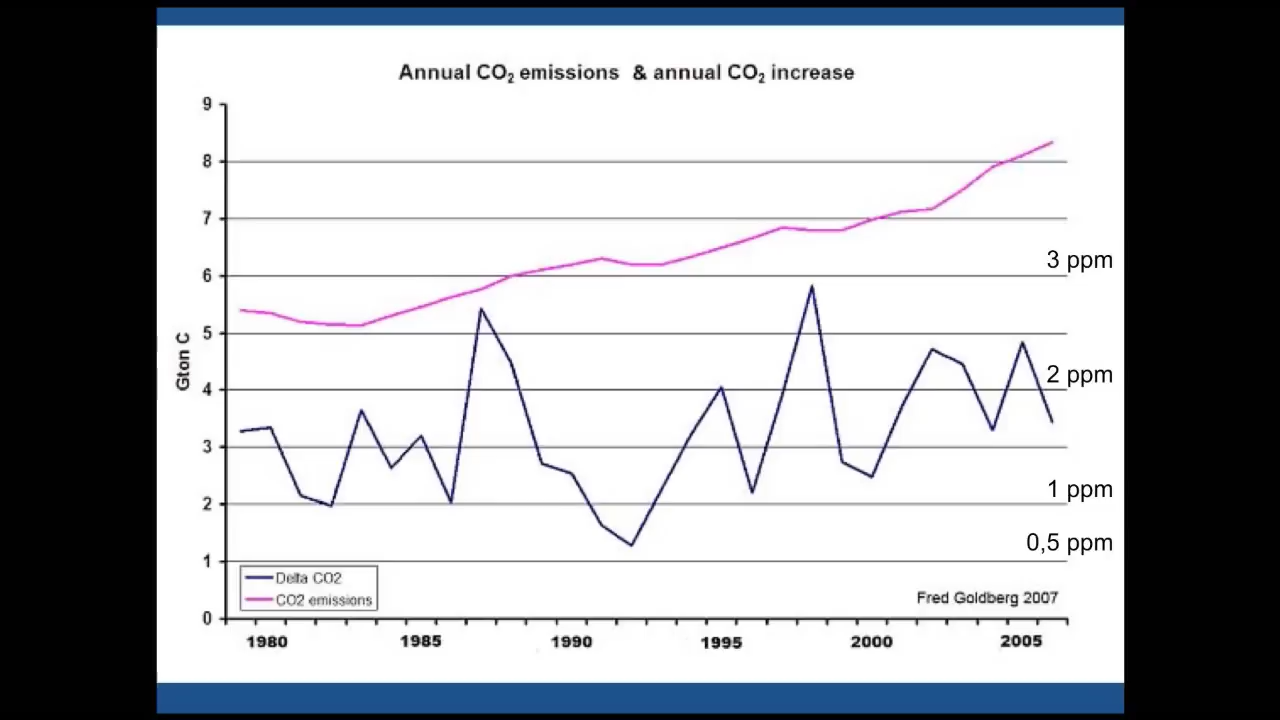 Annual CO₂ emissions & annual CO₂ increase
9
8
7
6
5
4
3
2
1
0
Gton C
3 ppm
2 ppm
1 ppm
0,5 ppm
Delta CO2
CO2 emissions
Fred Goldberg 2007
1980 1985 1990 1995 2000 2005